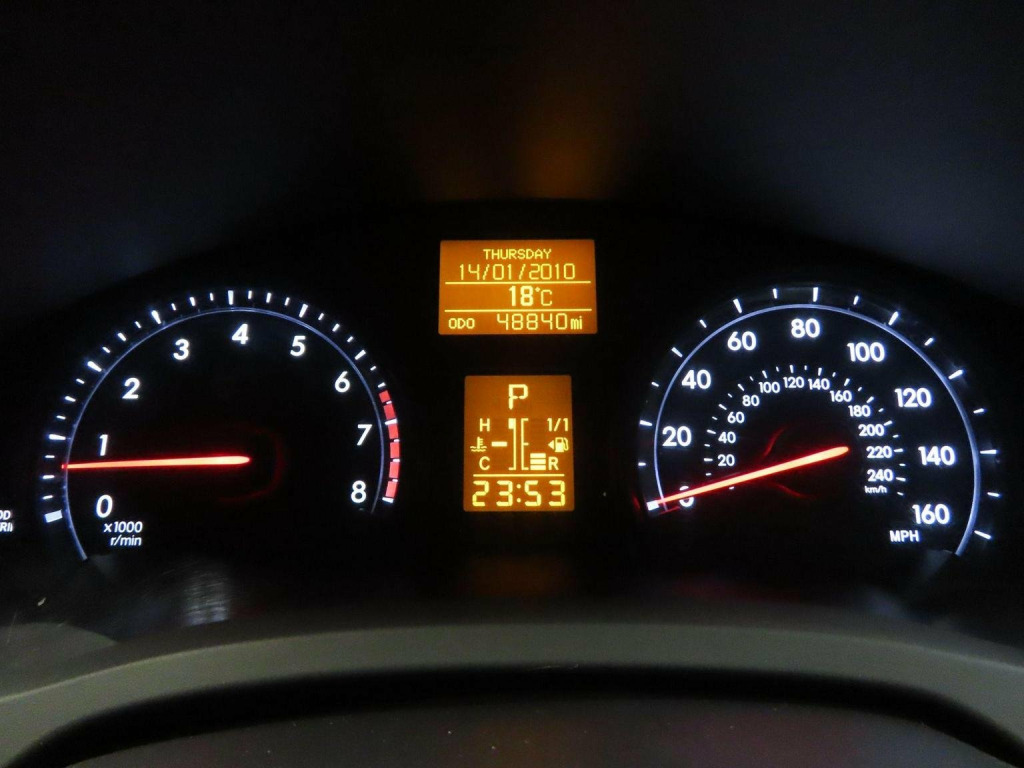 THURSDAY
14/01/2010
18°C
ODO 48840mi
P
H 1/1
C R
23:53
0 1 2 3 4 5 6 7 8
×1000
r/min
0 20 40 60 80 100 120 140 160
MPH
20 40 60 80 100 120 140 160 180 200 220 240
km/h